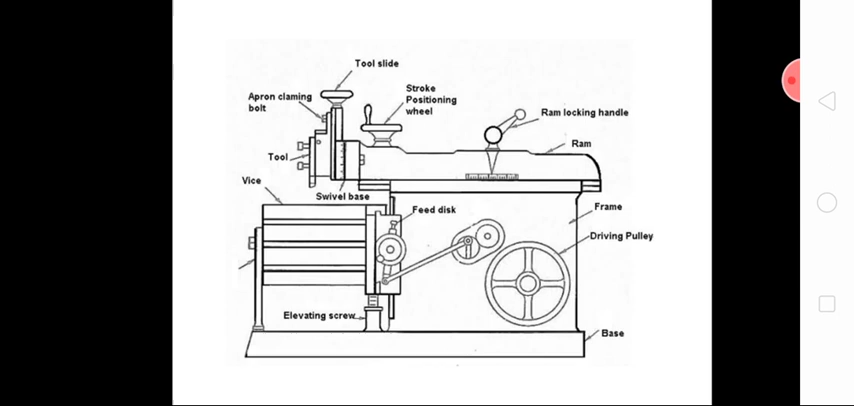 Tool slide
Apron claming
bolt
Stroke
Positioning
wheel
Ram locking handle
Ram
Tool
Vice
Swivel base
Feed disk
Frame
Driving Pulley
Elevating screw
Base